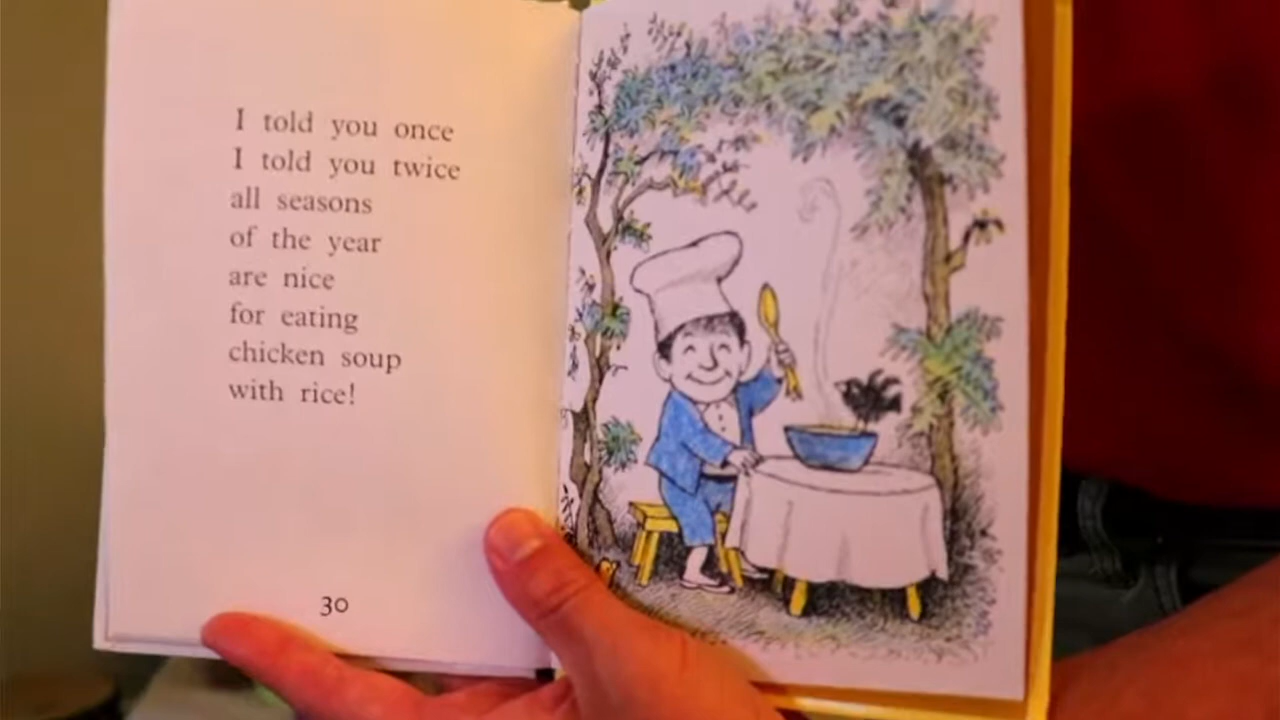 I told you once
I told you twice
all seasons
of the year
are nice
for eating
chicken soup
with rice!
30